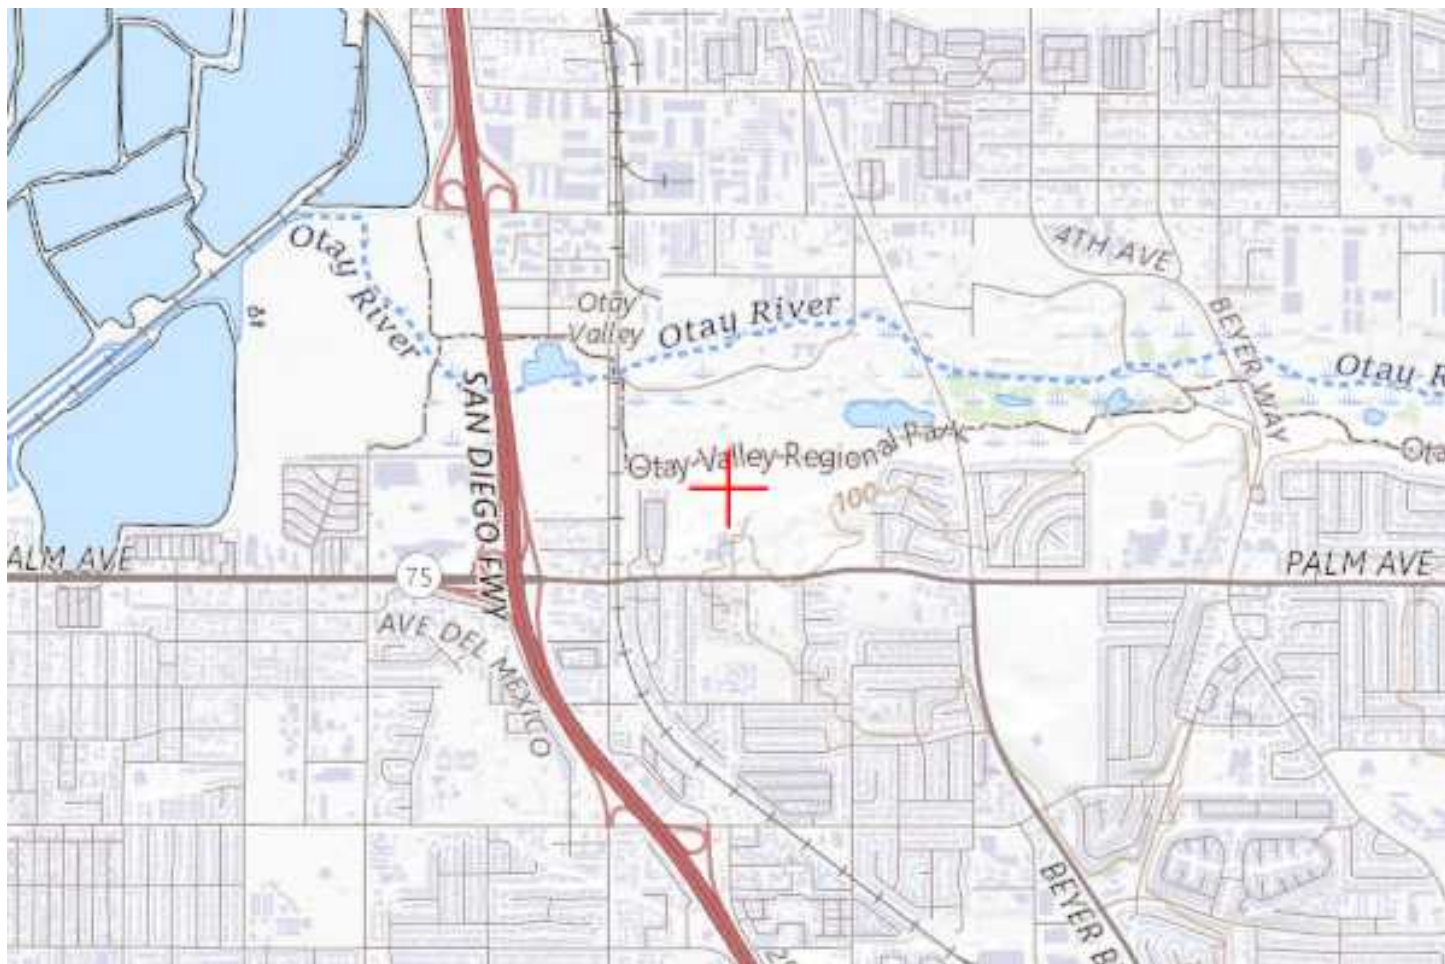 4TH AVE
Otay River
Otay
Valley
Otay River
BEYER WAY
Otay R
SAN DIEGO FWY
Otay Valley Regional Park
Ota
100
ALM AVE
75
PALM AVE
AVE DEL MEXICO
BEYER B